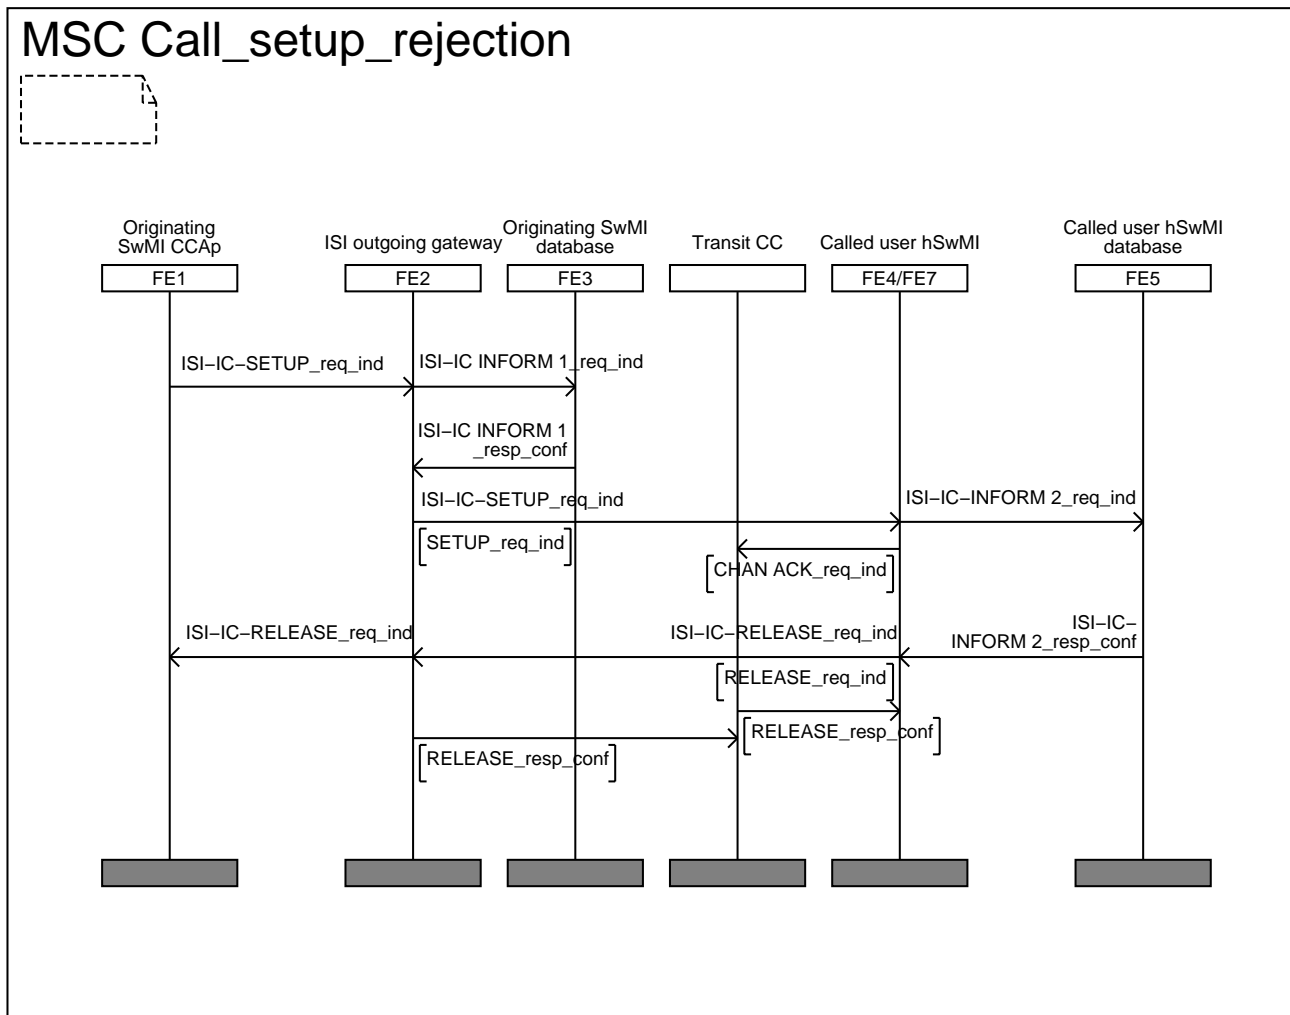 MSC Call_setup_rejection
Originating
SwMI CCAp
ISI outgoing gateway
Originating SwMI
database
Transit CC
Called user hSwMI
Called user hSwMI
database
FE1
FE2
FE3
FE4/FE7
FE5
ISI−IC−SETUP_req_ind
ISI−IC INFORM 1_req_ind
ISI−IC INFORM 1
_resp_conf
ISI−IC−SETUP_req_ind
ISI−IC−INFORM 2_req_ind
SETUP_req_ind
CHAN ACK_req_ind
ISI−IC−RELEASE_req_ind
ISI−IC−RELEASE_req_ind
ISI−IC−
INFORM 2_resp_conf
RELEASE_req_ind
RELEASE_resp_conf
RELEASE_resp_conf